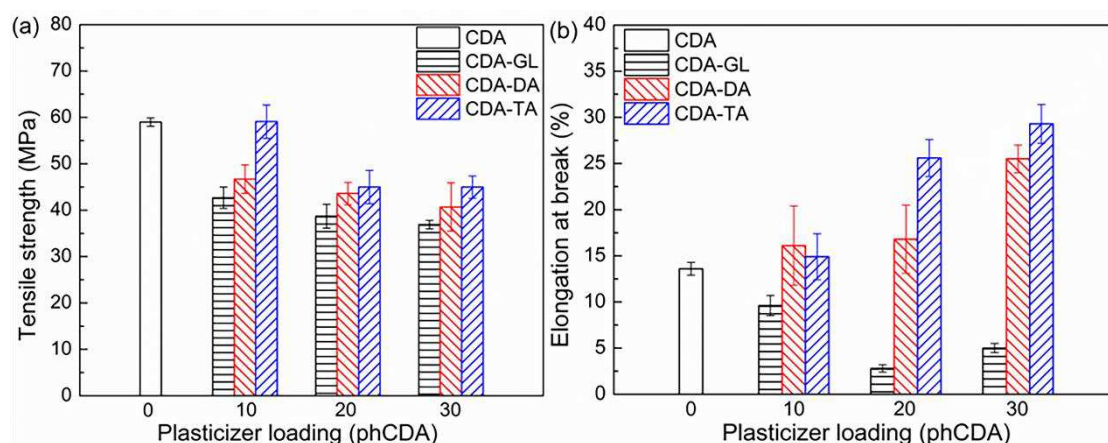 (a)
80
70
60
50
40
30
20
10
0
Tensile strength (MPa)
CDA
CDA-GL
CDA-DA
CDA-TA
0 10 20 30
Plasticizer loading (phCDA)
(b)
40
35
30
25
20
15
10
5
0
Elongation at break (%)
CDA
CDA-GL
CDA-DA
CDA-TA
0 10 20 30
Plasticizer loading (phCDA)